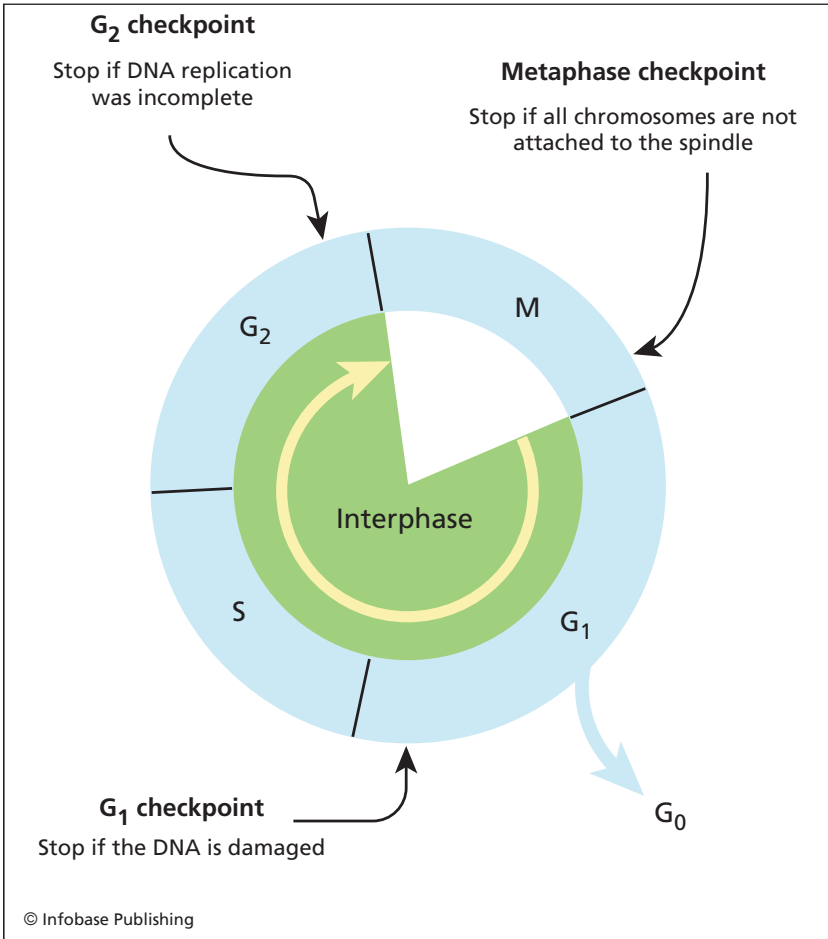 G₂ checkpoint
Stop if DNA replication
was incomplete
Metaphase checkpoint
Stop if all chromosomes are not
attached to the spindle
G₂
M
Interphase
S
G₁
G₁ checkpoint
Stop if the DNA is damaged
G₀
© Infobase Publishing